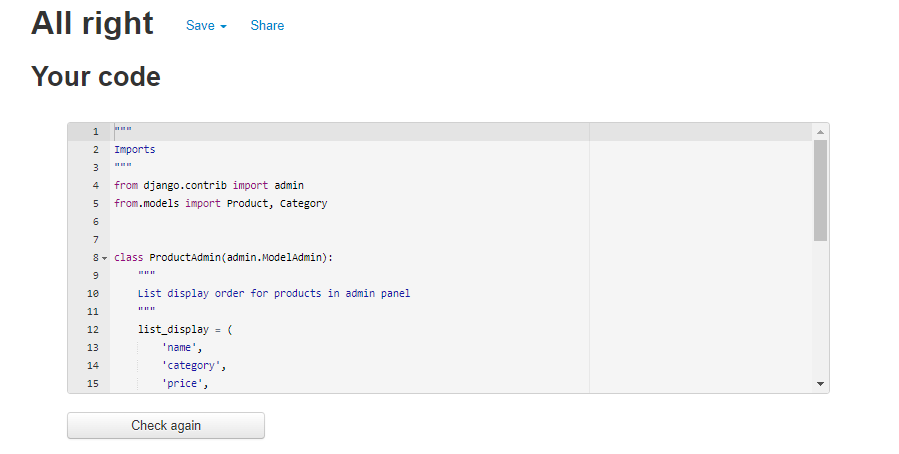 All right Save Share
Your code
1 """
2 Imports
3 """
4 from django.contrib import admin
5 from.models import Product, Category
6
7
8 class ProductAdmin(admin.ModelAdmin):
9 """
10 List display order for products in admin panel
11 """
12 list_display = (
13 'name',
14 'category',
15 'price',
Check again